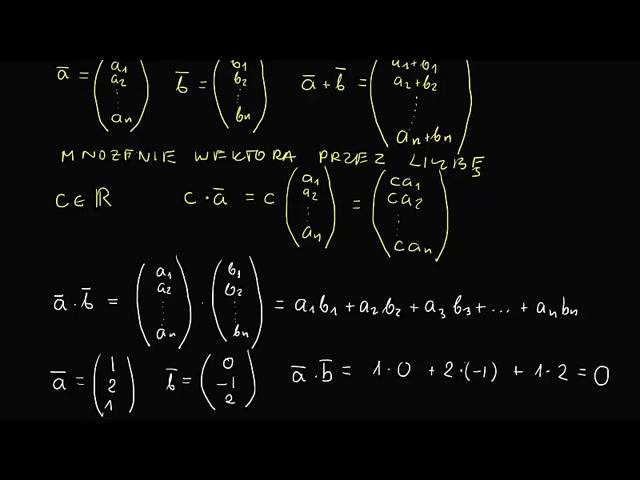 ā = (a1 a2 ⋮ an) b̄ = (b1 b2 ⋮ bn) ā + b̄ = (a1+b1 a2+b2 ⋮ an+bn)
MNOŻENIE WEKTORA PRZEZ LICZBĘ
C ∈ ℝ c · ā = c (a1 a2 ⋮ an) = (ca1 ca2 ⋮ can)
ā · b̄ = (a1 a2 ⋮ an) · (b1 b2 ⋮ bn) = a1b1 + a2b2 + a3b3 + ... + anbn
ā = (1 2 1) b̄ = (0 -1 2) ā · b̄ = 1·0 + 2·(-1) + 1·2 = 0